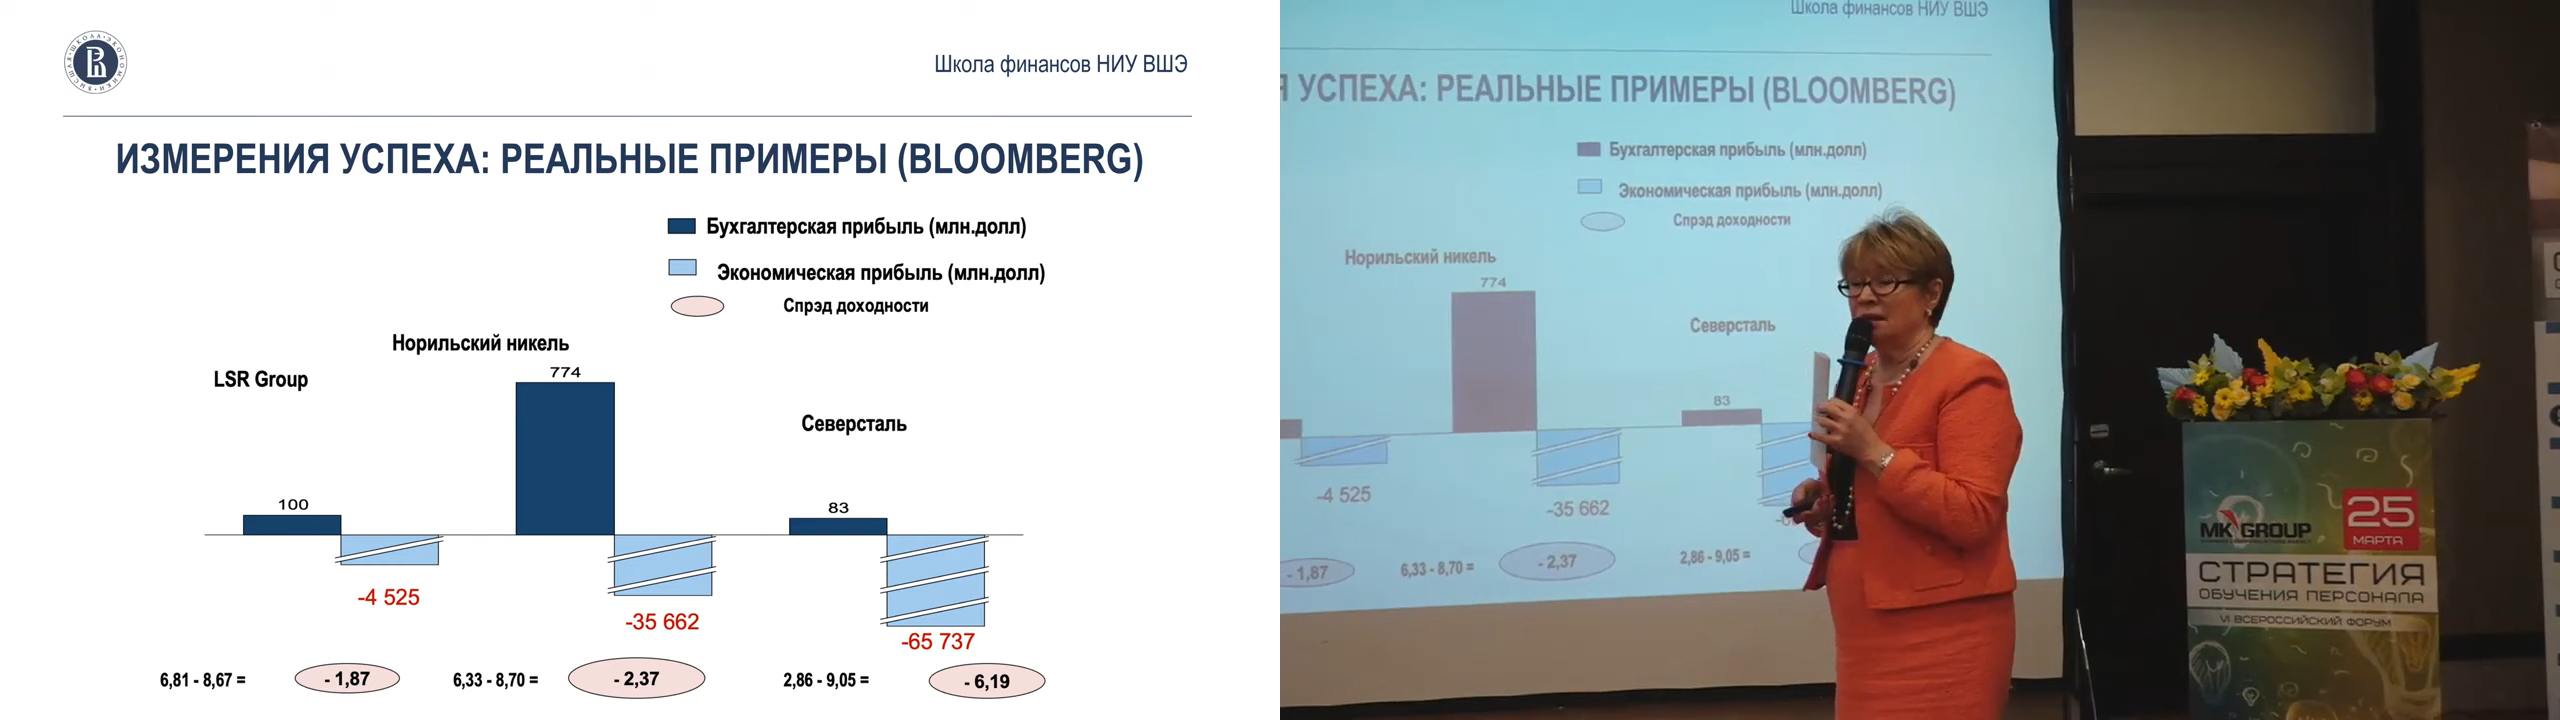 Школа финансов НИУ ВШЭ
ИЗМЕРЕНИЯ УСПЕХА: РЕАЛЬНЫЕ ПРИМЕРЫ (BLOOMBERG)
Бухгалтерская прибыль (млн.долл)
Экономическая прибыль (млн.долл)
Спрэд доходности
LSR Group
Норильский никель
Северсталь
100
774
83
-4 525
-35 662
-65 737
6,81 - 8,67 =
- 1,87
6,33 - 8,70 =
- 2,37
2,86 - 9,05 =
- 6,19
Школа финансов НИУ ВШЭ
УСПЕХА: РЕАЛЬНЫЕ ПРИМЕРЫ (BLOOMBERG)
Бухгалтерская прибыль (млн.долл)
Экономическая прибыль (млн.долл)
Спрэд доходности
Норильский никель
774
Северсталь
83
-4 525
-35 662
- 1,87
6,33 - 8,70 =
- 2,37
2,86 - 9,05 =
MK GROUP
25
МАРТА
СТРАТЕГИЯ
ОБУЧЕНИЯ ПЕРСОНАЛА
VI ВСЕРОССИЙСКИЙ ФОРУМ